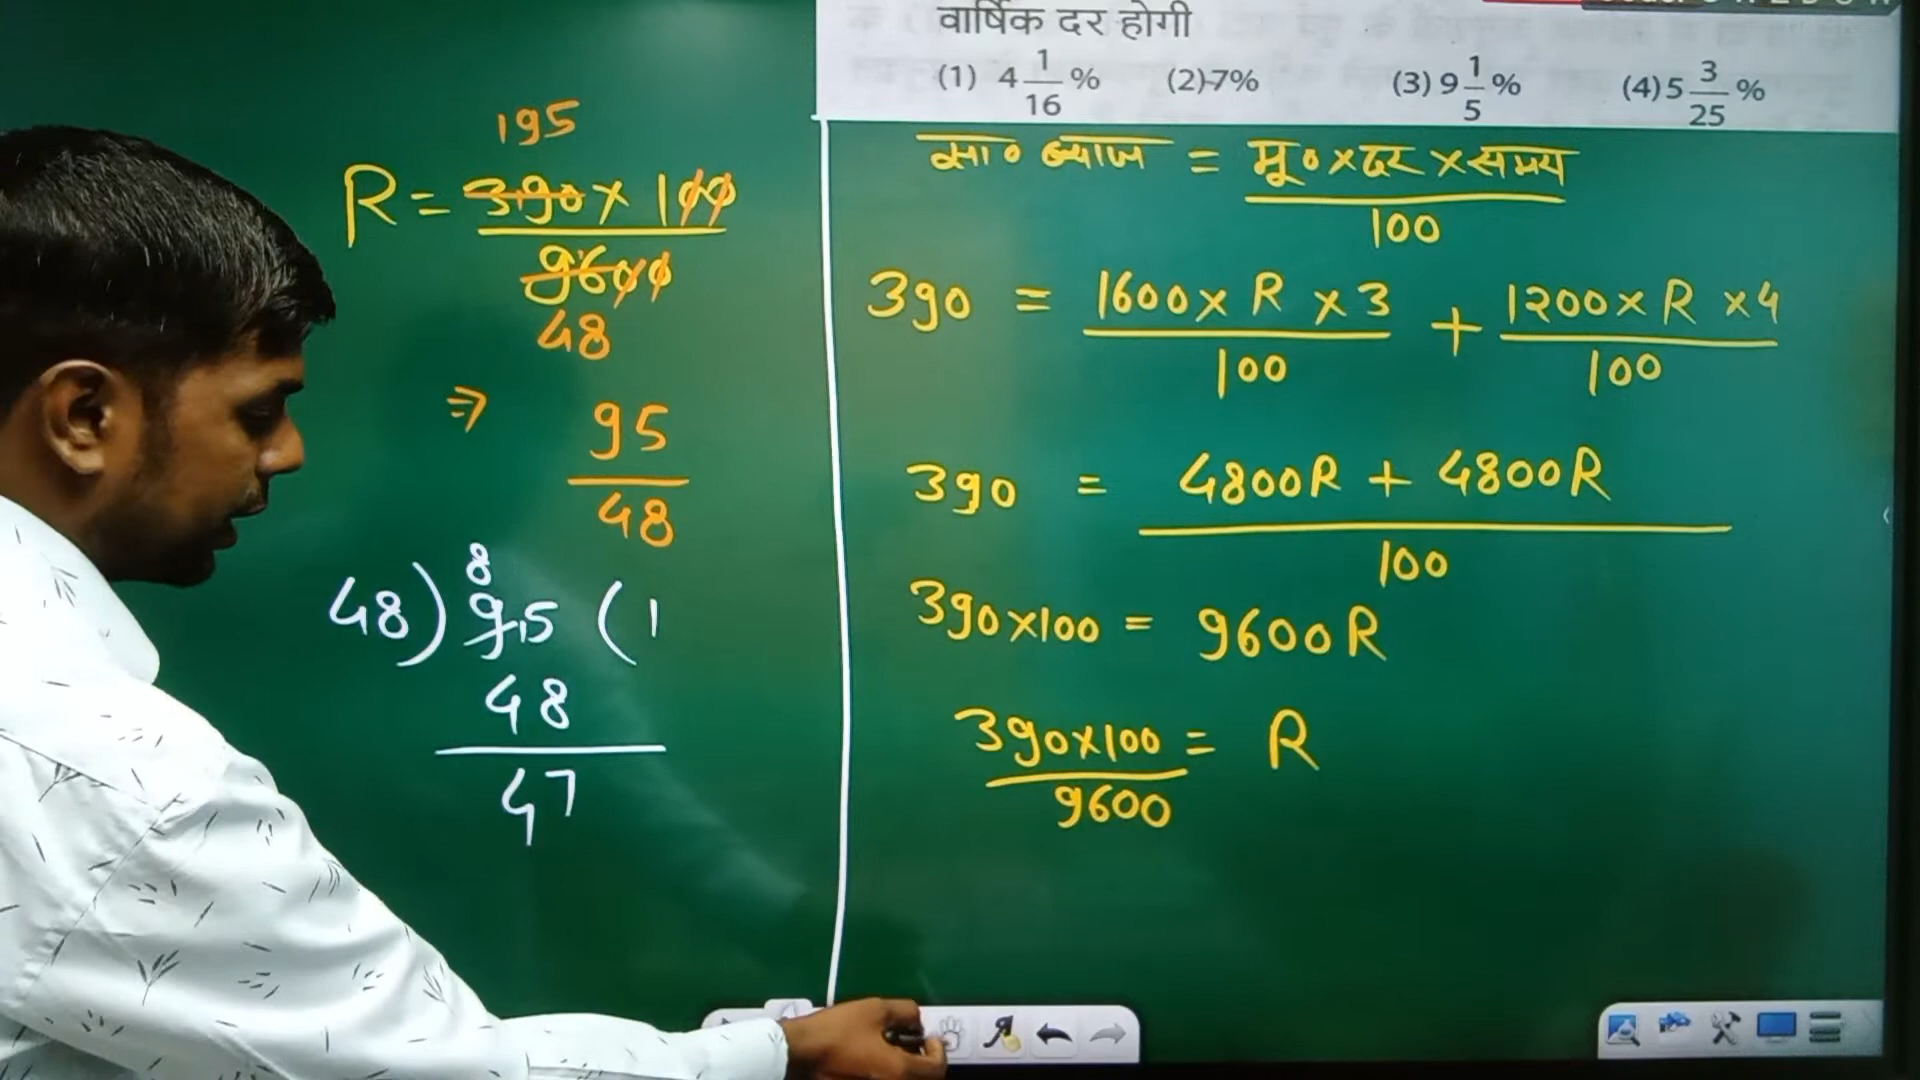 वार्षिक दर होगी
(1) 4 1/16 % (2) 7% (3) 9 1/5 % (4) 5 3/25 %
195
R = 390 × 100
9600
48
⇒ 95
48
8
48 ) 95 ( 1
48
47
सा० ब्याज = मू० × दर × समय
100
390 = 1600 × R × 3 / 100 + 1200 × R × 4 / 100
390 = 4800R + 4800R
100
390×100 = 9600R
390×100 = R
9600